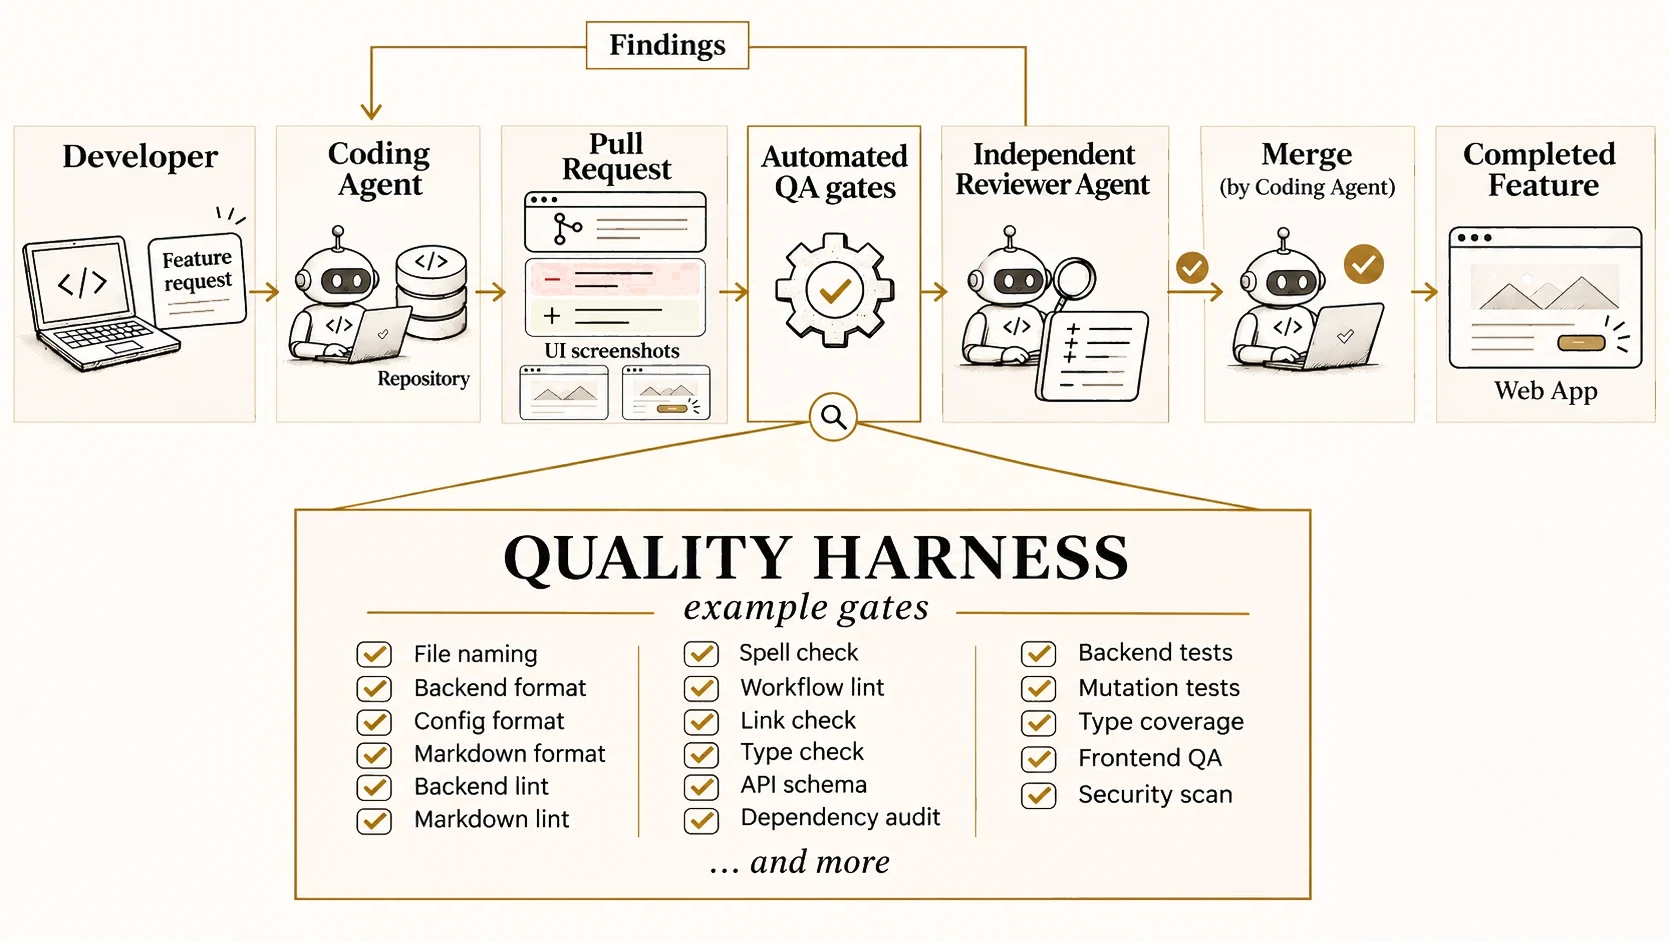 Findings
Developer
</>
Feature
request
Coding
Agent
</>
</>
Repository
Pull
Request
UI screenshots
Automated
QA gates
Independent
Reviewer Agent
</>
Merge
(by Coding Agent)
</>
Completed
Feature
Web App
QUALITY HARNESS
example gates
File naming
Backend format
Config format
Markdown format
Backend lint
Markdown lint
Spell check
Workflow lint
Link check
Type check
API schema
Dependency audit
Backend tests
Mutation tests
Type coverage
Frontend QA
Security scan
... and more